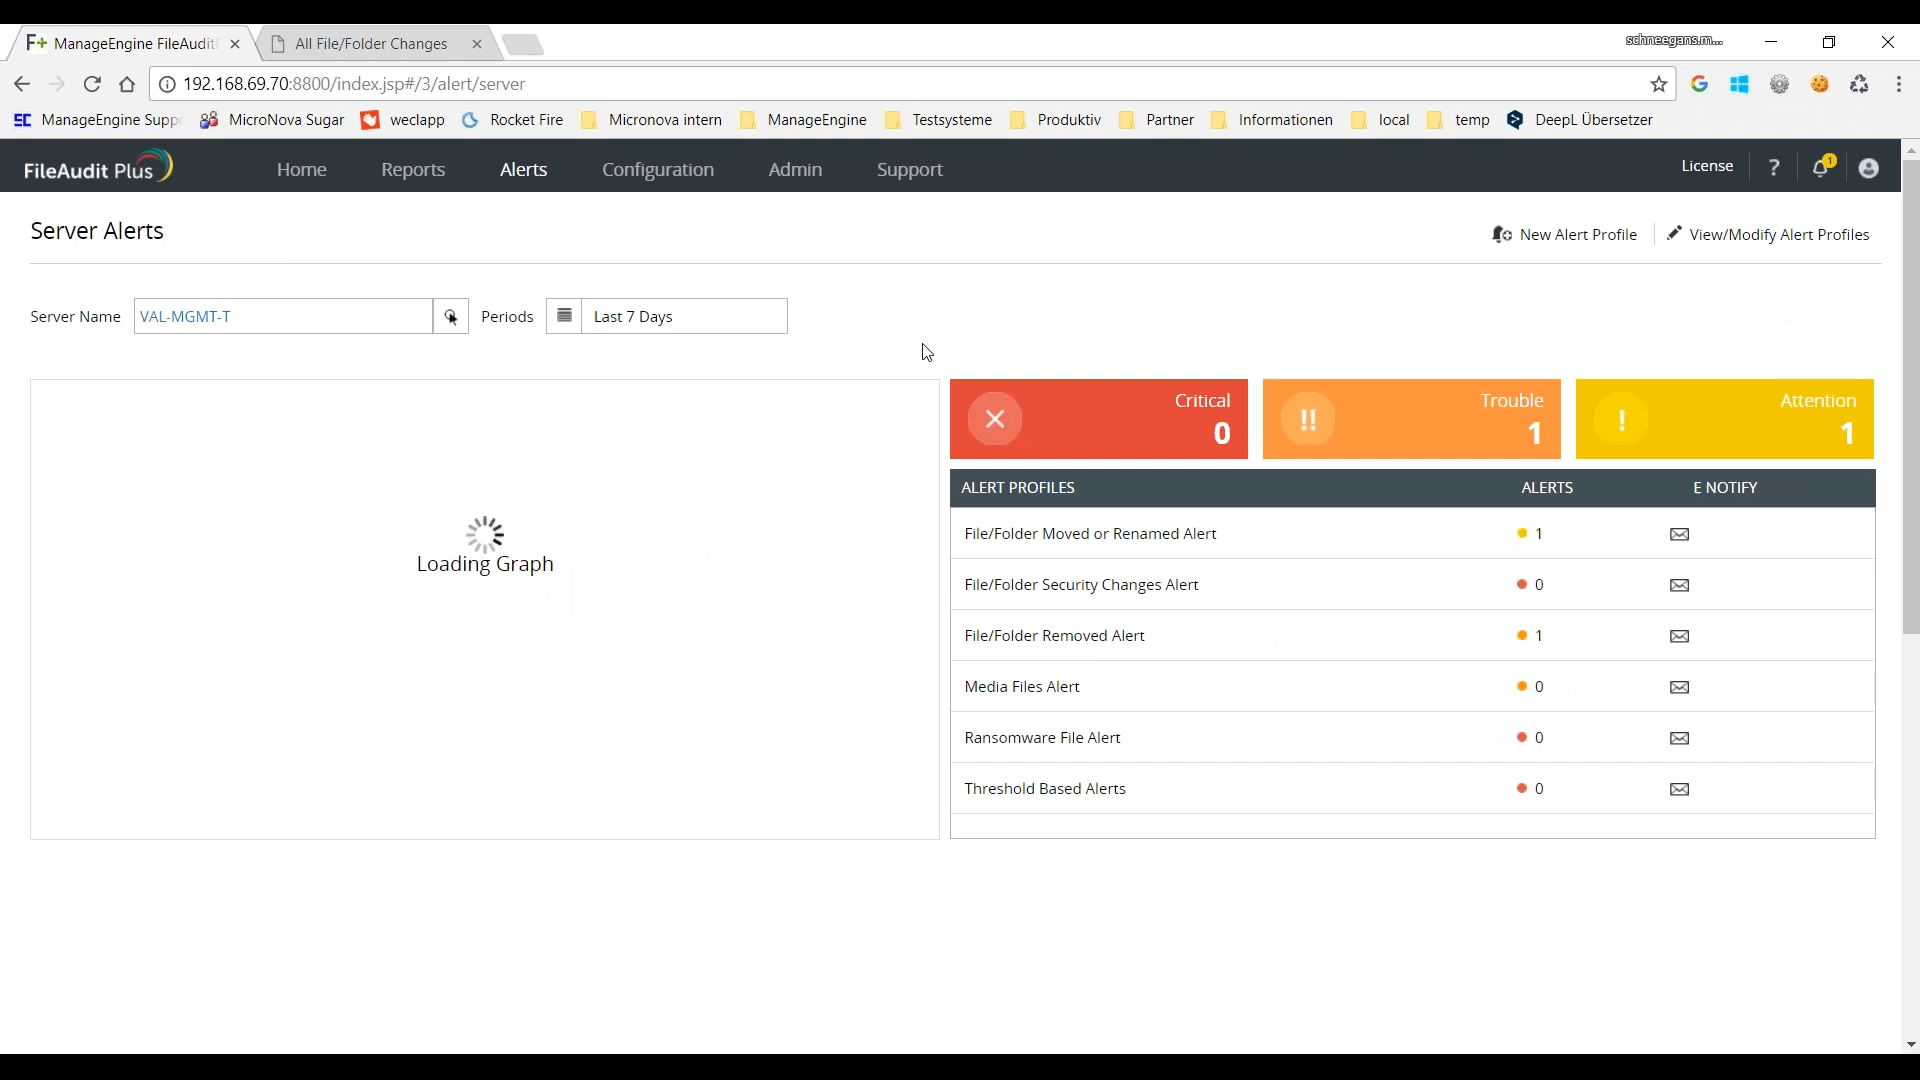 F+ ManageEngine FileAudit
All File/Folder Changes
schneegans.m...
192.168.69.70:8800/index.jsp#/3/alert/server
SC ManageEngine Supp MicroNova Sugar weclapp Rocket Fire Micronova intern ManageEngine Testsysteme Produktiv Partner Informationen local temp DeepL Übersetzer
FileAudit Plus Home Reports Alerts Configuration Admin Support License ? 1
Server Alerts
New Alert Profile View/Modify Alert Profiles
Server Name VAL-MGMT-T Periods Last 7 Days
Critical
0
Trouble
!! 1
Attention
! 1
ALERT PROFILES ALERTS E NOTIFY
File/Folder Moved or Renamed Alert 1
File/Folder Security Changes Alert 0
File/Folder Removed Alert 1
Media Files Alert 0
Ransomware File Alert 0
Threshold Based Alerts 0
Loading Graph